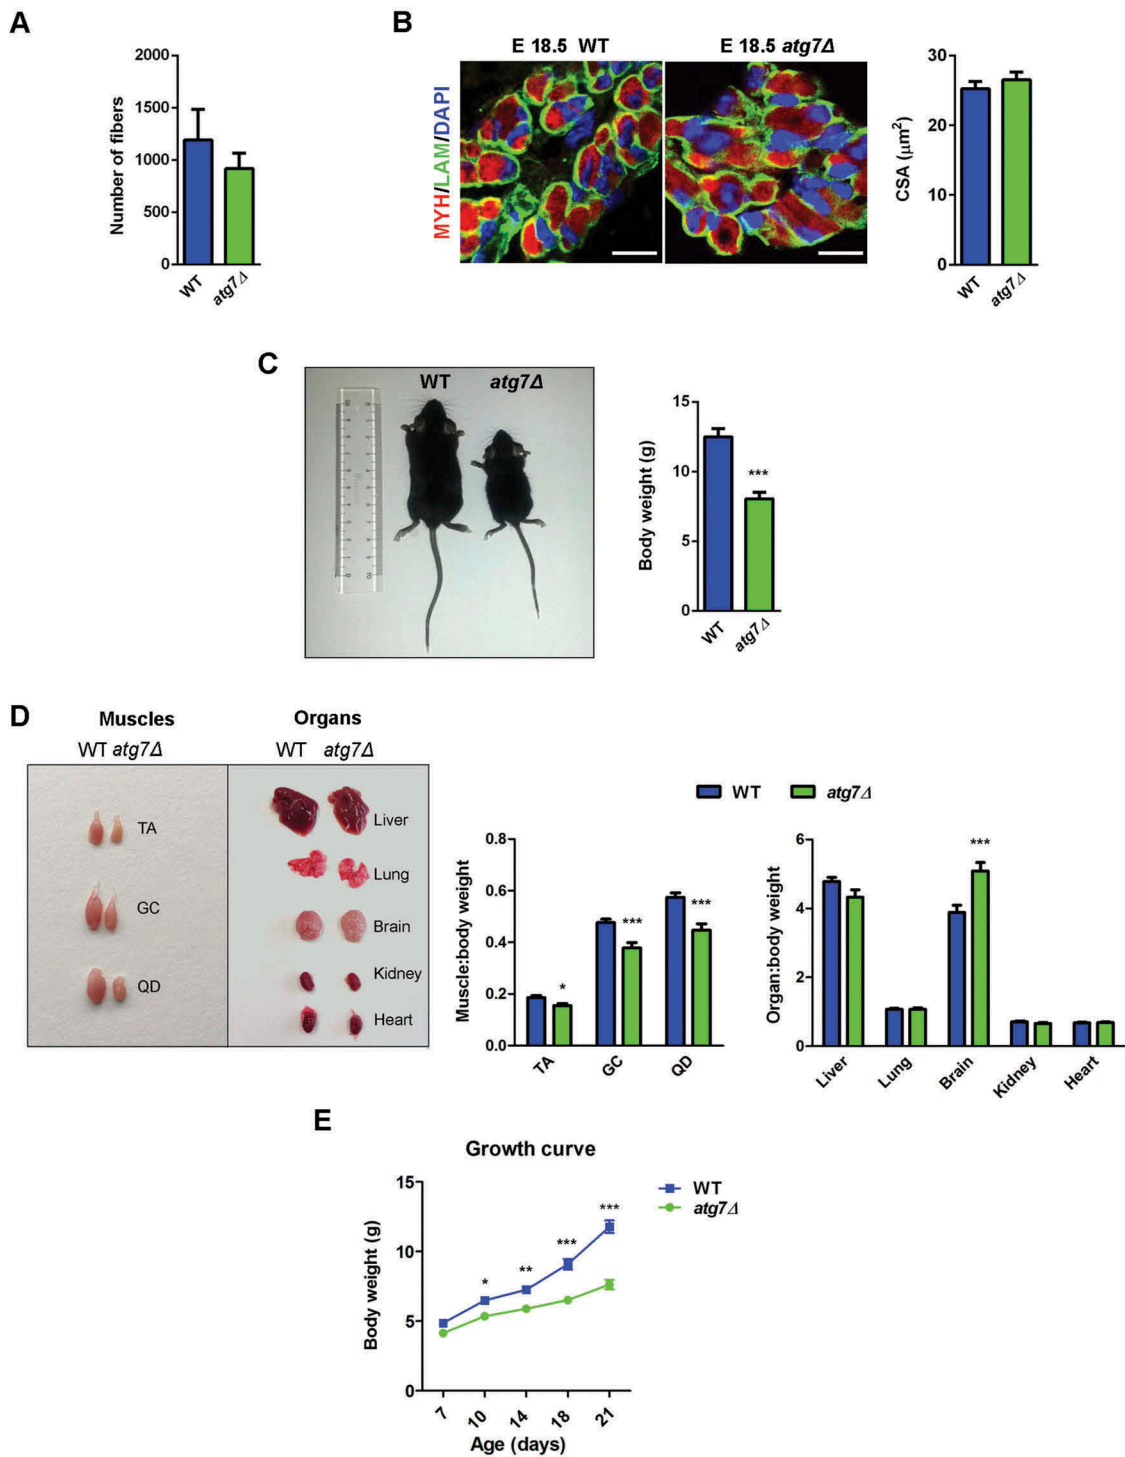 A
2000
1500
1000
500
0
Number of fibers
WT
atg7Δ
B
E 18.5 WT
E 18.5 atg7Δ
MYH/LAM/DAPI
30
20
10
0
CSA (μm²)
WT
atg7Δ
C
WT
atg7Δ
15
10
5
0
Body weight (g)
***
WT
atg7Δ
D
Muscles
Organs
WT atg7Δ
WT atg7Δ
TA
GC
QD
Liver
Lung
Brain
Kidney
Heart
WT
atg7Δ
0.8
0.6
0.4
0.2
0.0
Muscle:body weight
*
***
***
TA
GC
QD
6
4
2
0
Organ:body weight
***
Liver
Lung
Brain
Kidney
Heart
E
Growth curve
15
10
5
0
Body weight (g)
*
**
***
***
WT
atg7Δ
7
10
14
18
21
Age (days)